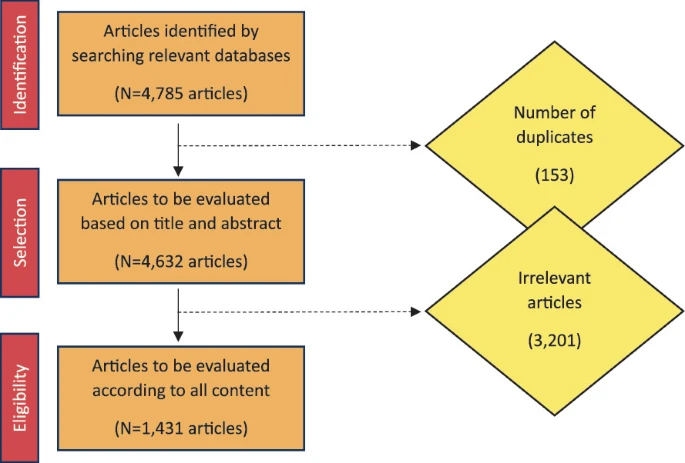 Identification
Articles identified by
searching relevant databases
(N=4,785 articles)
Number of
duplicates
(153)
Selection
Articles to be evaluated
based on title and abstract
(N=4,632 articles)
Irrelevant
articles
(3,201)
Eligibility
Articles to be evaluated
according to all content
(N=1,431 articles)